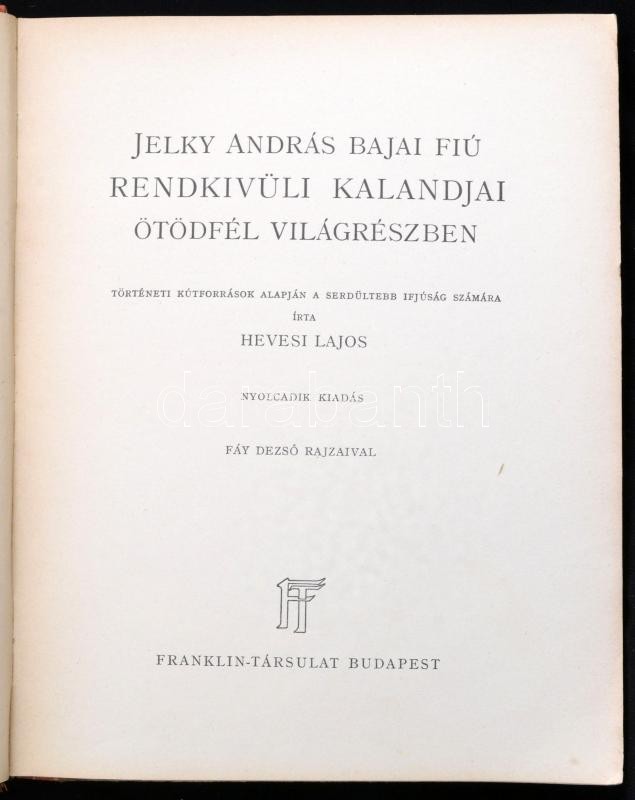 JELKY ANDRÁS BAJAI FIÚ
RENDKIVÜLI KALANDJAI
ÖTÖDFÉL VILÁGRÉSZBEN
TÖRTÉNETI KÚTFORRÁSOK ALAPJÁN A SERDÜLTEBB IFJÚSÁG SZÁMÁRA
ÍRTA
HEVESI LAJOS
NYOLCADIK KIADÁS
darabanth
FÁY DEZSŐ RAJZAIVAL
FT
FRANKLIN-TÁRSULAT BUDAPEST